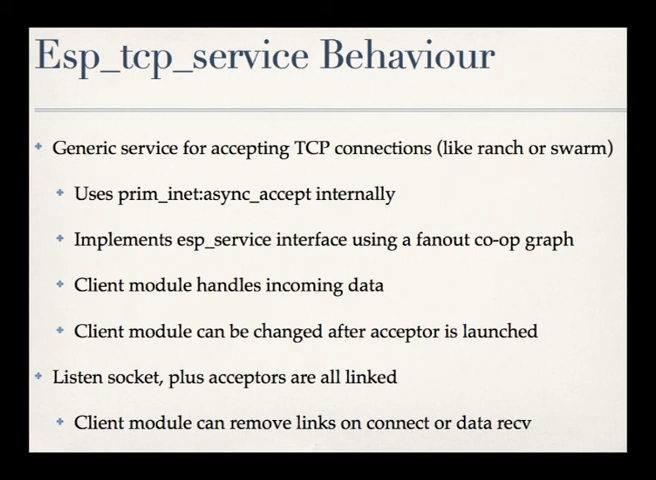 Esp_tcp_service Behaviour
Generic service for accepting TCP connections (like ranch or swarm)
Uses prim_inet:async_accept internally
Implements esp_service interface using a fanout co-op graph
Client module handles incoming data
Client module can be changed after acceptor is launched
Listen socket, plus acceptors are all linked
Client module can remove links on connect or data recv